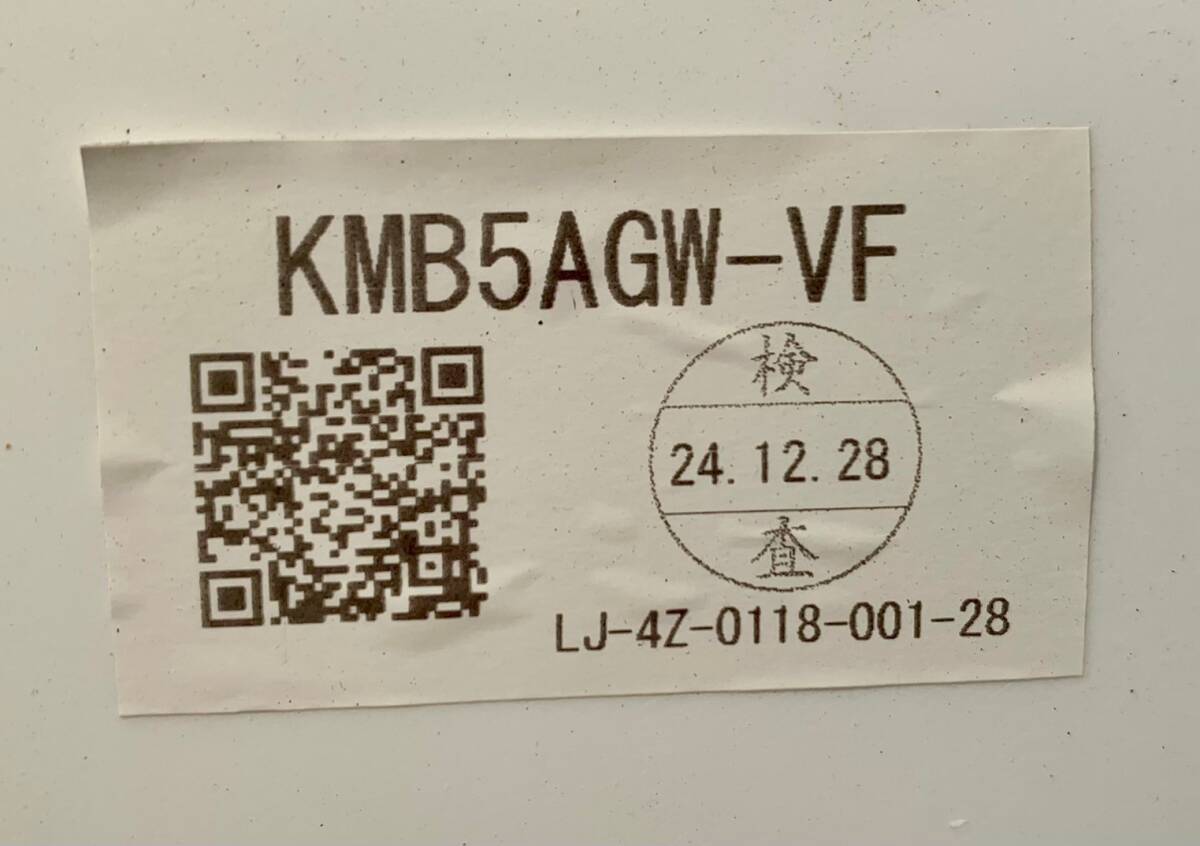 KMB5AGW-VF
検
24.12.28
査
LJ-4Z-0118-001-28